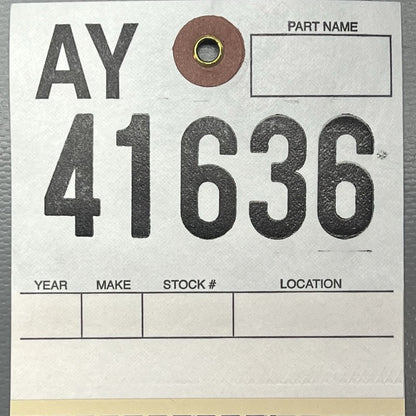 AY PART NAME
41636
YEAR MAKE STOCK # LOCATION